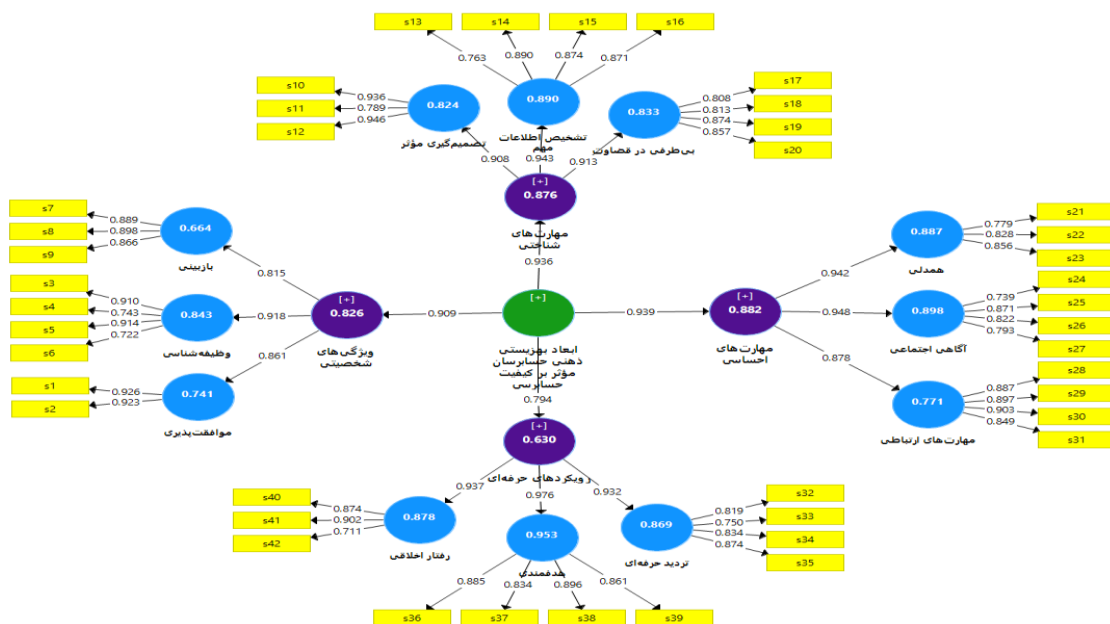 s13
s14
s15
s16
0.763
0.890
0.874
0.871
s10
s11
s12
0.936
0.789
0.946
0.824
تصمیم‌گیری مؤثر
0.890
تشخیص اطلاعات
مهم
0.833
بی‌طرفی در قضاوت
0.808
0.813
0.874
0.857
s17
s18
s19
s20
0.908
0.943
0.913
[+]
0.876
مهارت‌های
شناختی
0.936
s7
s8
s9
0.889
0.898
0.866
0.664
بازبینی
0.815
s3
s4
s5
s6
0.910
0.743
0.914
0.722
0.843
وظیفه‌شناسی
0.918
s1
s2
0.926
0.923
0.741
موافقت‌پذیری
0.861
[+]
0.826
ویژگی‌های
شخصیتی
0.909
[+]
ابعاد بهزیستی
ذهنی حسابرسان
مؤثر بر کیفیت
حسابرسی
0.939
[+]
0.882
مهارت‌های
احساسی
0.942
0.887
همدلی
0.779
0.828
0.856
s21
s22
s23
0.948
0.898
آگاهی اجتماعی
0.739
0.871
0.822
0.793
s24
s25
s26
s27
0.878
0.771
مهارت‌های ارتباطی
0.887
0.897
0.903
0.849
s28
s29
s30
s31
0.794
[+]
0.630
رویکردهای حرفه‌ای
0.937
0.976
0.932
s40
s41
s42
0.874
0.902
0.711
0.878
رفتار اخلاقی
0.953
هدفمندی
0.869
تردید حرفه‌ای
0.819
0.750
0.834
0.874
s32
s33
s34
s35
0.885
0.834
0.896
0.861
s36
s37
s38
s39